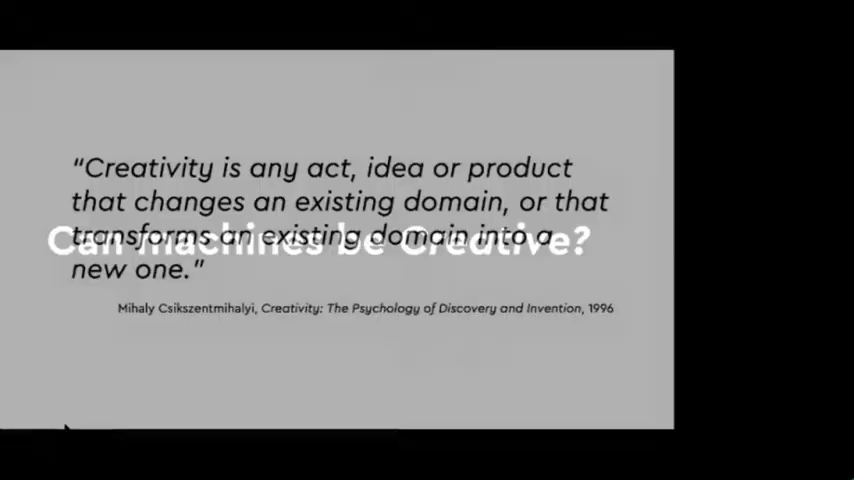 “Creativity is any act, idea or product
that changes an existing domain, or that
transforms an existing domain into a
Can machines be Creative?
new one.”
Mihaly Csikszentmihalyi, Creativity: The Psychology of Discovery and Invention, 1996